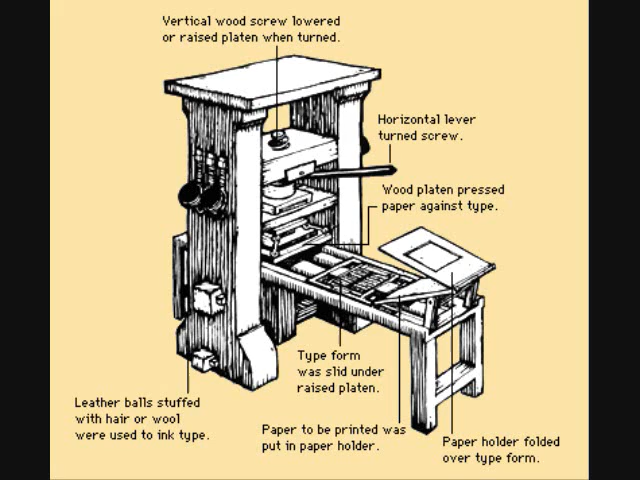 Vertical wood screw lowered
or raised platen when turned.
Horizontal lever
turned screw.
Wood platen pressed
paper against type.
Type form
was slid under
raised platen.
Leather balls stuffed
with hair or wool
were used to ink type.
Paper to be printed was
put in paper holder.
Paper holder folded
over type form.